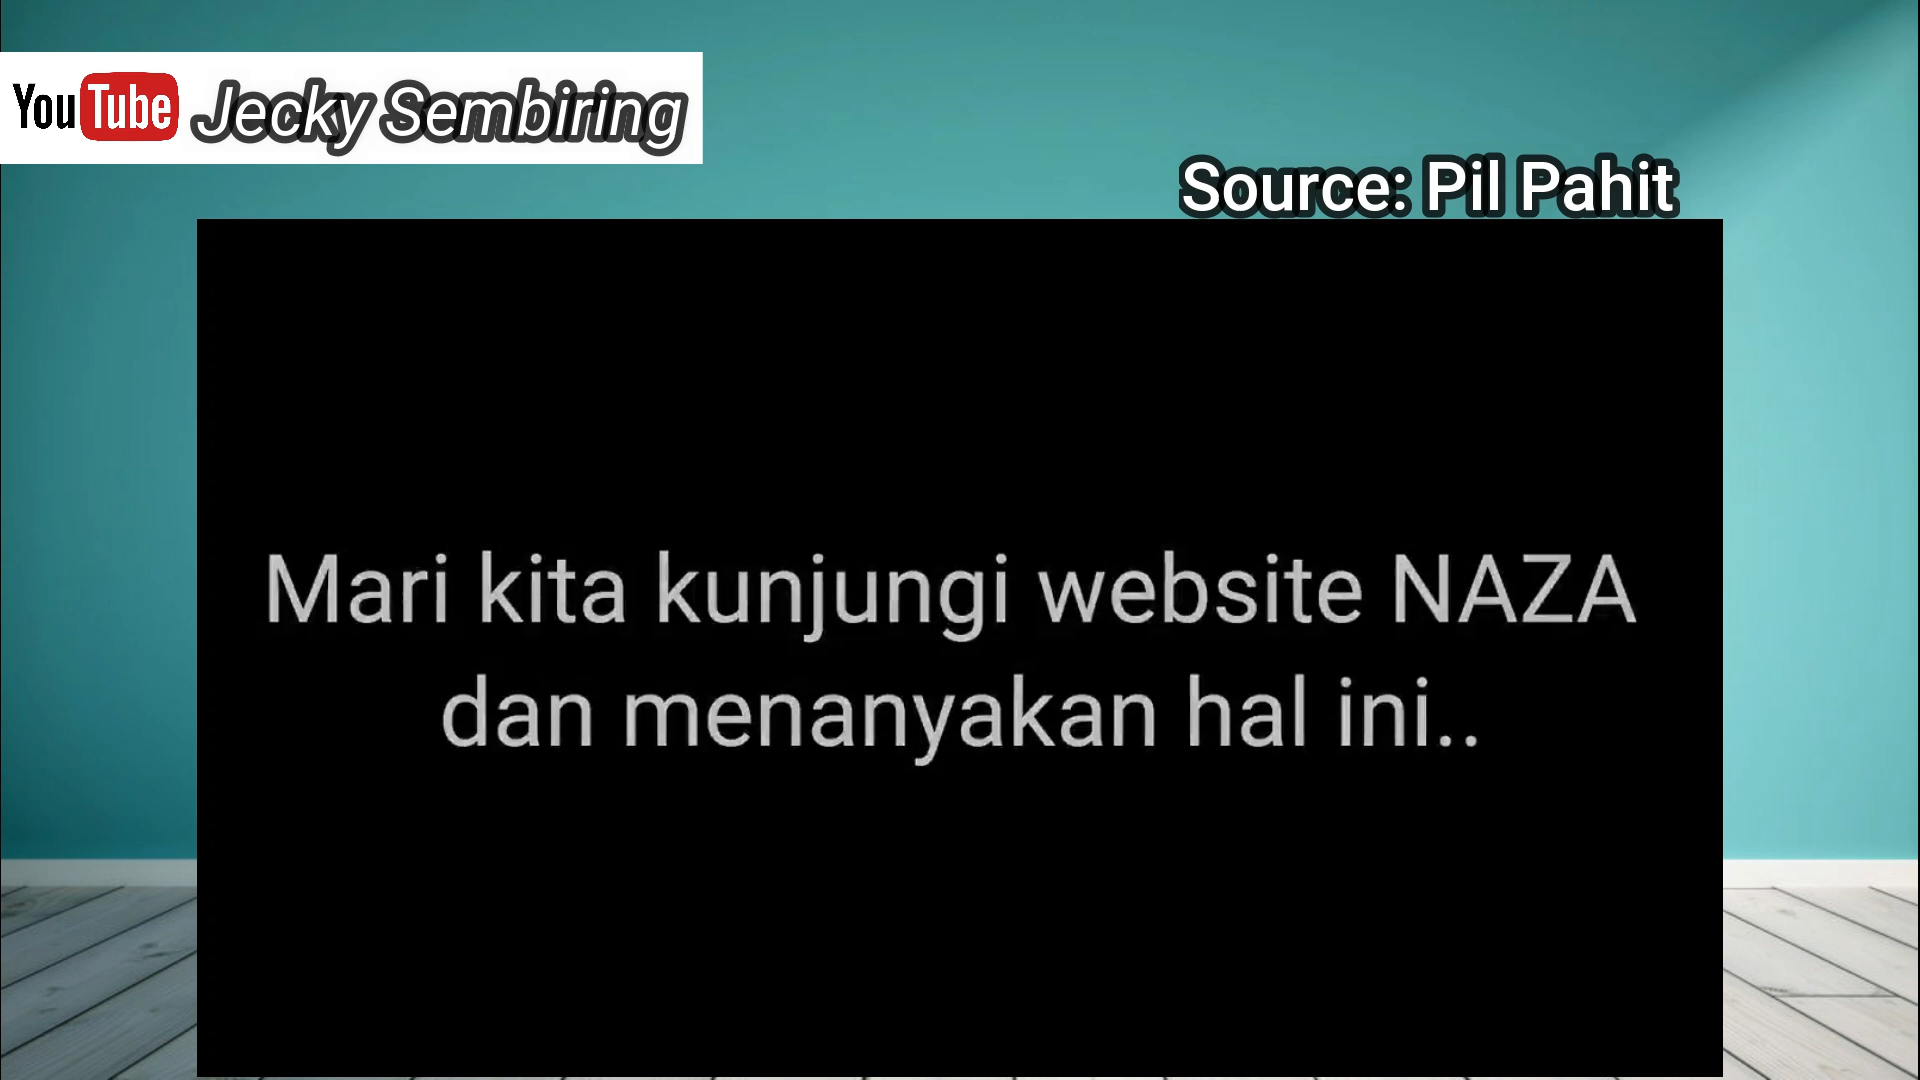 YouTube Jecky Sembiring
Source: Pil Pahit
Mari kita kunjungi website NAZA
dan menanyakan hal ini..